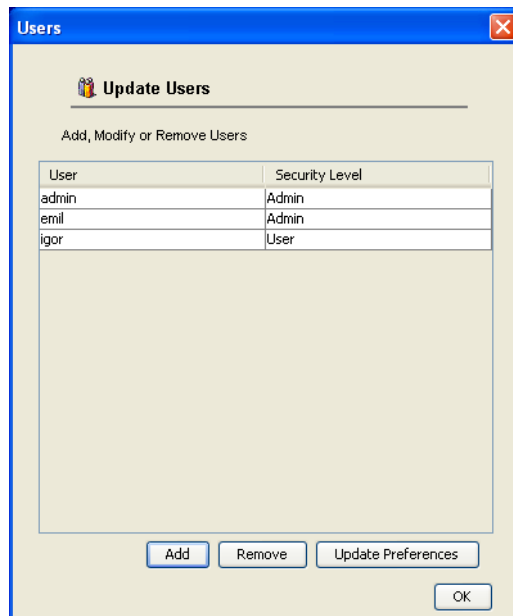 Users
Update Users
Add, Modify or Remove Users
User Security Level
admin Admin
emil Admin
igor User
Add Remove Update Preferences
OK